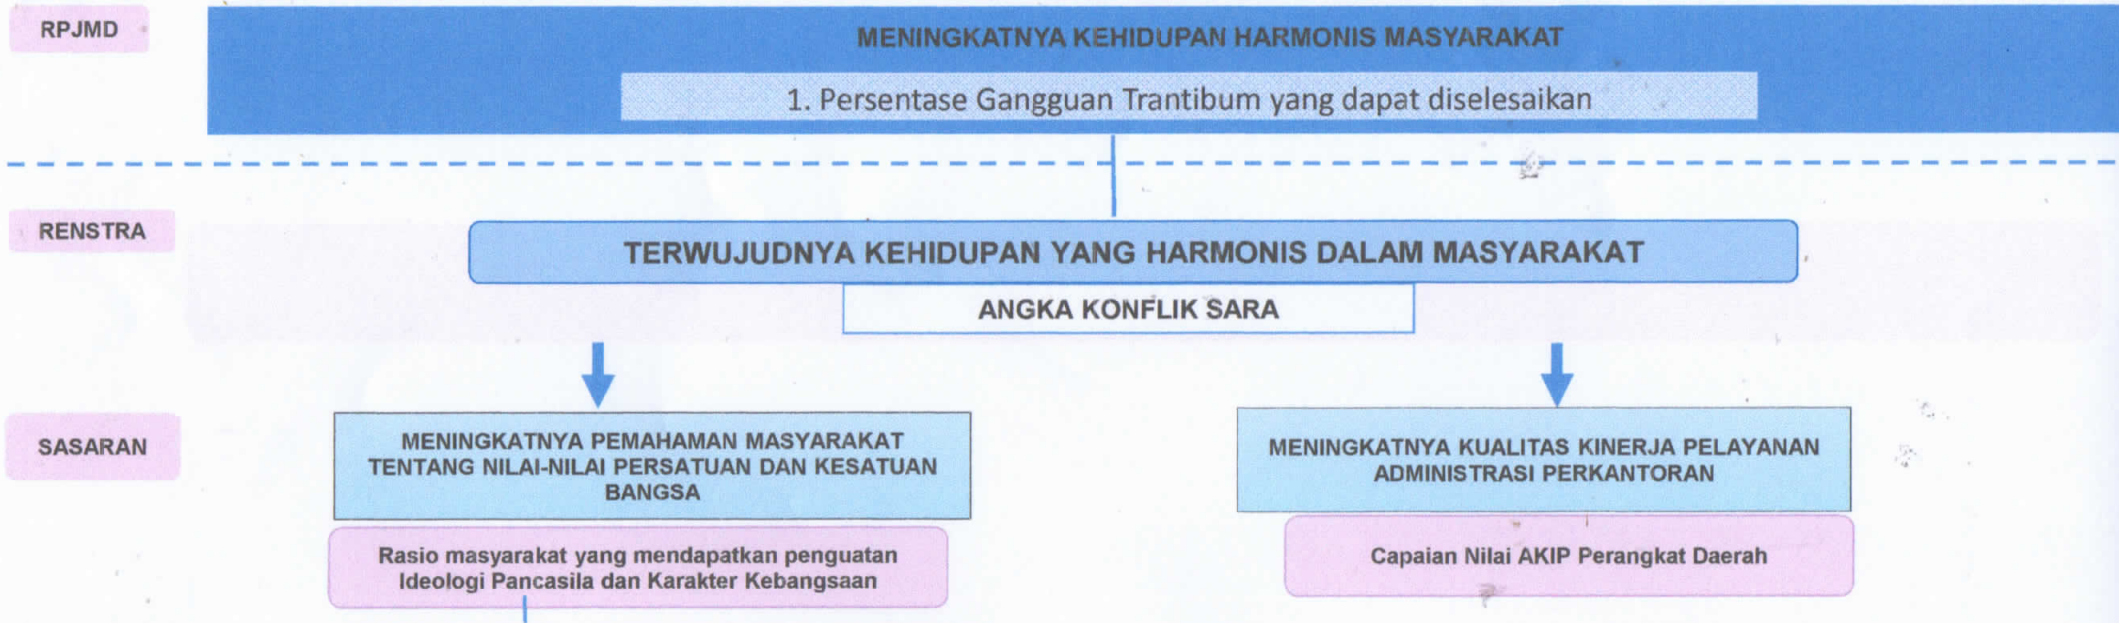 RPJMD
MENINGKATNYA KEHIDUPAN HARMONIS MASYARAKAT
1. Persentase Gangguan Trantibum yang dapat diselesaikan
RENSTRA
TERWUJUDNYA KEHIDUPAN YANG HARMONIS DALAM MASYARAKAT
ANGKA KONFLIK SARA
SASARAN
MENINGKATNYA PEMAHAMAN MASYARAKAT
TENTANG NILAI-NILAI PERSATUAN DAN KESATUAN
BANGSA
Rasio masyarakat yang mendapatkan penguatan
Ideologi Pancasila dan Karakter Kebangsaan
MENINGKATNYA KUALITAS KINERJA PELAYANAN
ADMINISTRASI PERKANTORAN
Capaian Nilai AKIP Perangkat Daerah